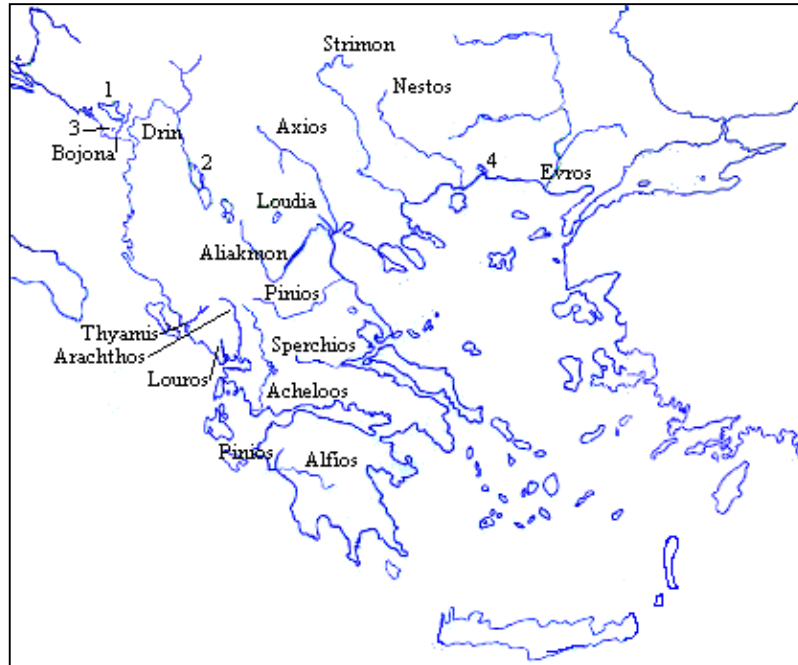 Strimon
Nestos
1
Axios
3
Drin
Bojona
2
4
Evros
Loudia
Aliakmon
Pinios
Thyamis
Arachthos
Sperchios
Louros
Acheloos
Pinios
Alfios